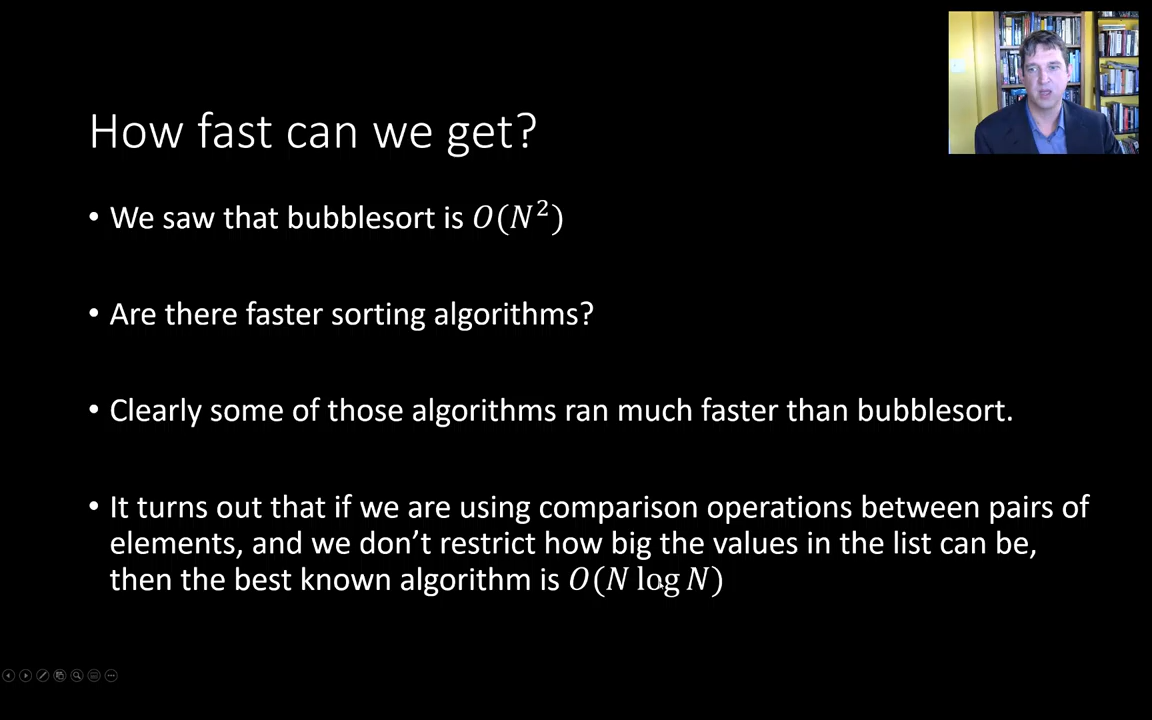 How fast can we get?
• We saw that bubblesort is O(N²)
• Are there faster sorting algorithms?
• Clearly some of those algorithms ran much faster than bubblesort.
• It turns out that if we are using comparison operations between pairs of
elements, and we don’t restrict how big the values in the list can be,
then the best known algorithm is O(N log N)